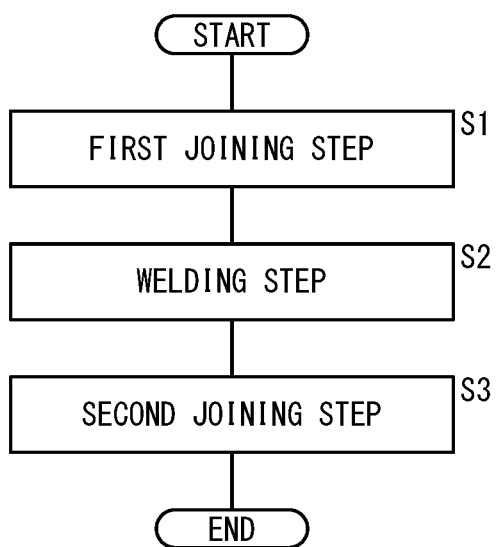 START
S1
FIRST JOINING STEP
S2
WELDING STEP
S3
SECOND JOINING STEP
END